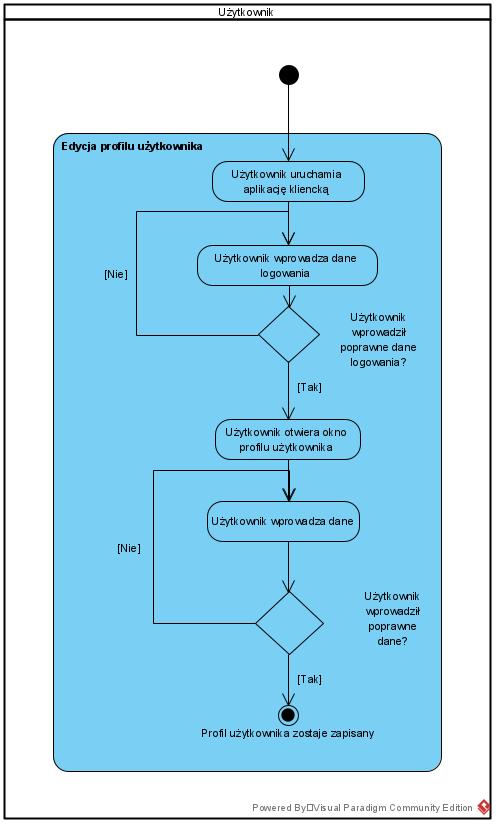 Użytkownik
Edycja profilu użytkownika
Użytkownik uruchamia
aplikację kliencką
Użytkownik wprowadza dane
logowania
[Nie]
Użytkownik
wprowadził
poprawne dane
logowania?
[Tak]
Użytkownik otwiera okno
profilu użytkownika
Użytkownik wprowadza dane
[Nie]
Użytkownik
wprowadził
poprawne
dane?
[Tak]
Profil użytkownika zostaje zapisany
Powered By□Visual Paradigm Community Edition